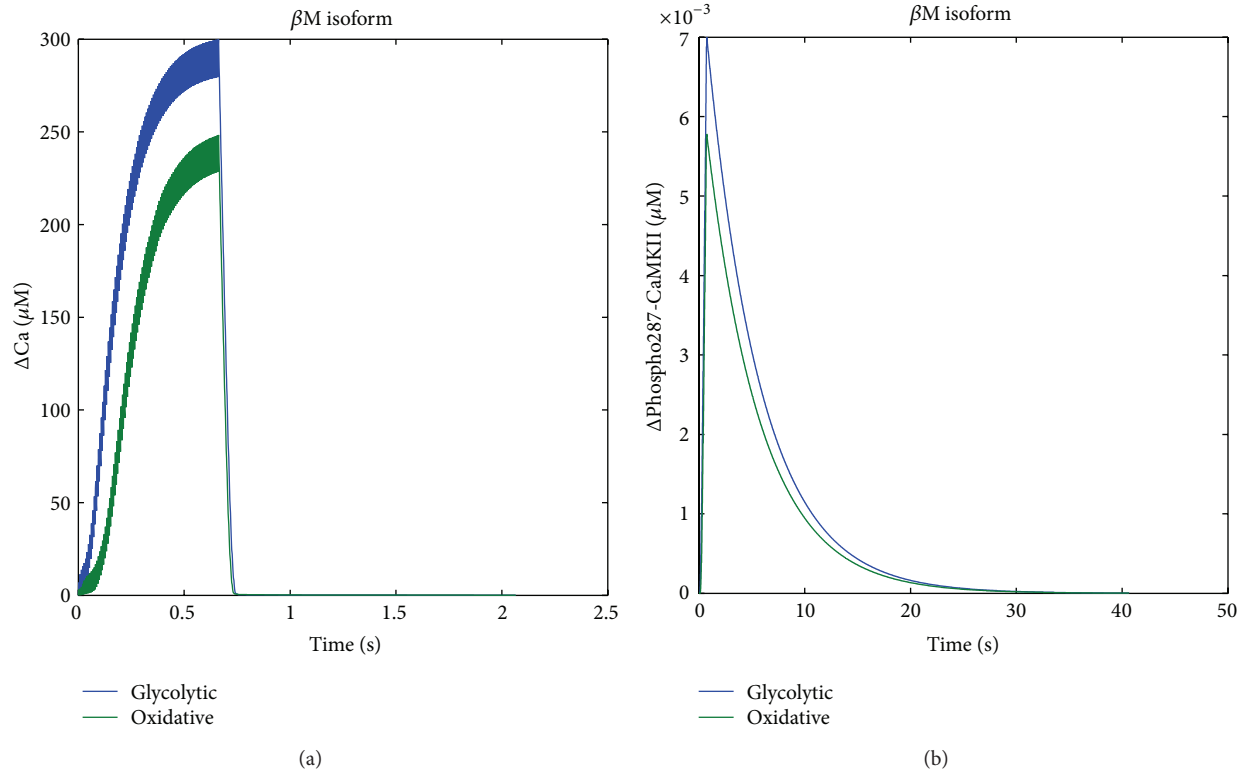 βM isoform
300
250
200
150
100
50
0
ΔCa (μM)
0 0.5 1 1.5 2 2.5
Time (s)
Glycolytic
Oxidative
(a)
βM isoform
×10−3
7
6
5
4
3
2
1
0
ΔPhospho287-CaMKII (μM)
0 10 20 30 40 50
Time (s)
Glycolytic
Oxidative
(b)